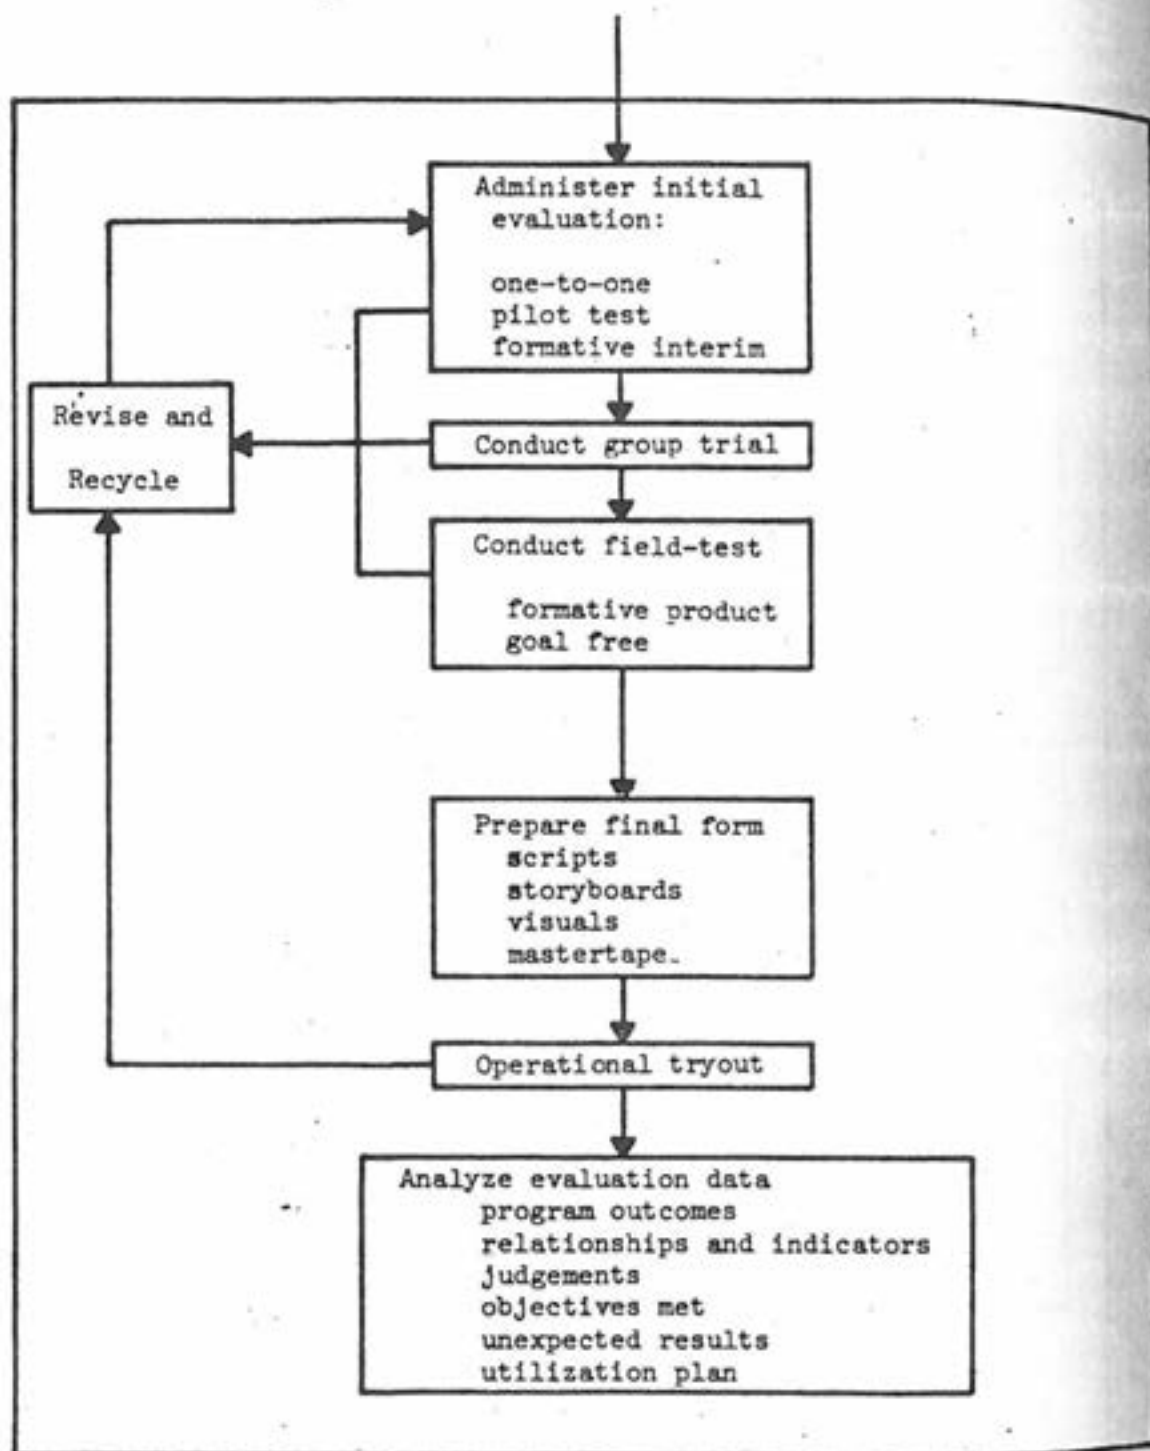 Administer initial
evaluation:
one-to-one
pilot test
formative interim
Revise and
Recycle
Conduct group trial
Conduct field-test
formative product
goal free
Prepare final form
scripts
storyboards
visuals
mastertape.
Operational tryout
Analyze evaluation data
program outcomes
relationships and indicators
judgements
objectives met
unexpected results
utilization plan